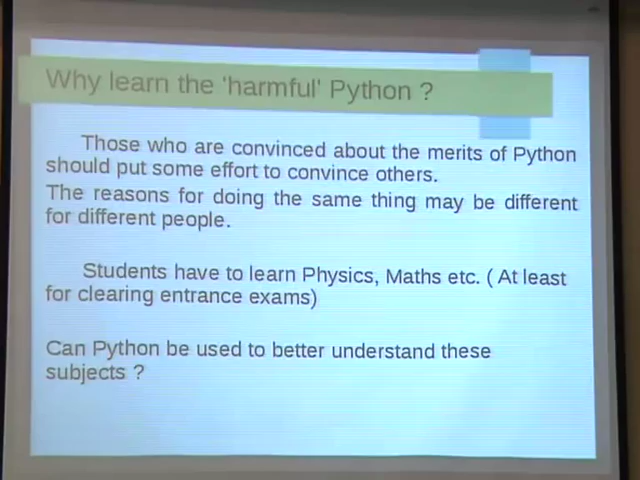 Why learn the 'harmful' Python ?
Those who are convinced about the merits of Python
should put some effort to convince others.
The reasons for doing the same thing may be different
for different people.
Students have to learn Physics, Maths etc. ( At least
for clearing entrance exams)
Can Python be used to better understand these
subjects ?